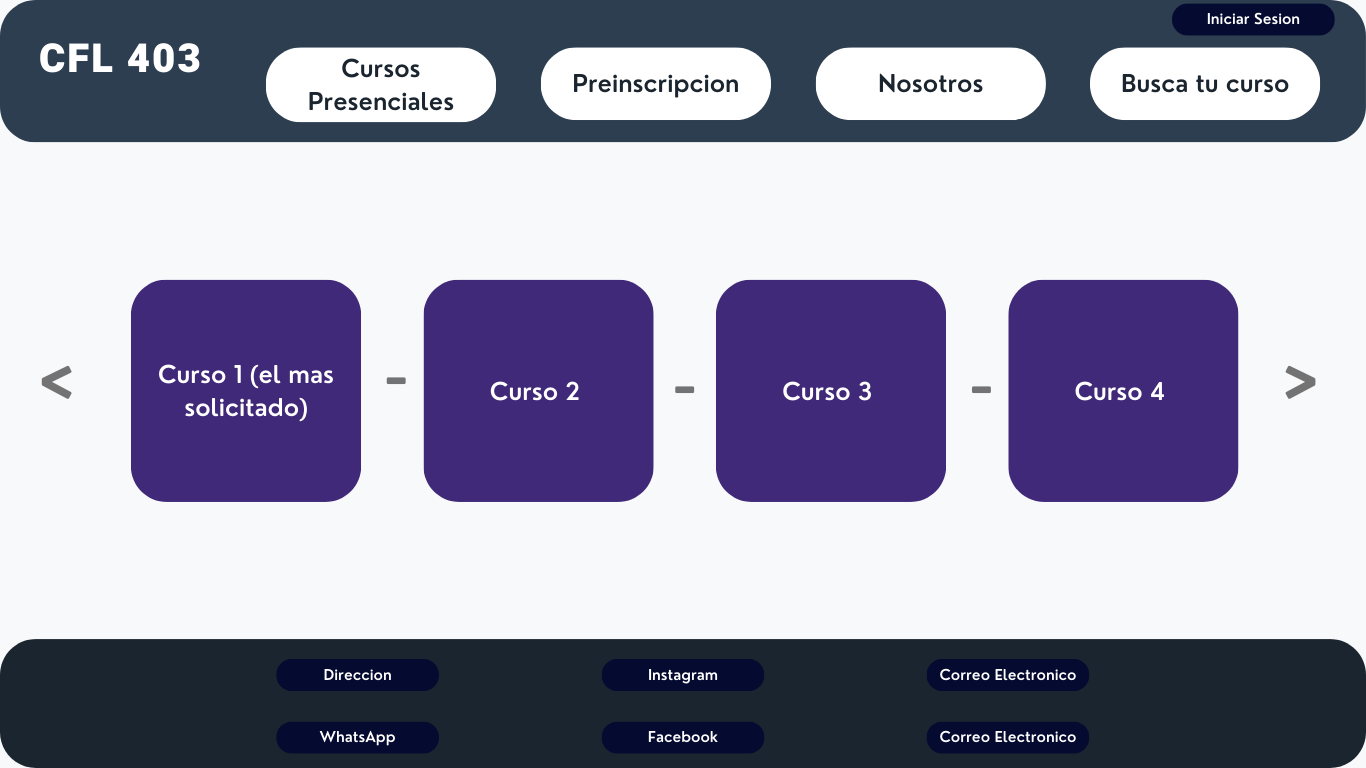 Iniciar Sesion
CFL 403
Cursos
Presenciales
Preinscripcion
Nosotros
Busca tu curso
<
Curso 1 (el mas
solicitado)
-
Curso 2
-
Curso 3
-
Curso 4
>
Direccion
Instagram
Correo Electronico
WhatsApp
Facebook
Correo Electronico